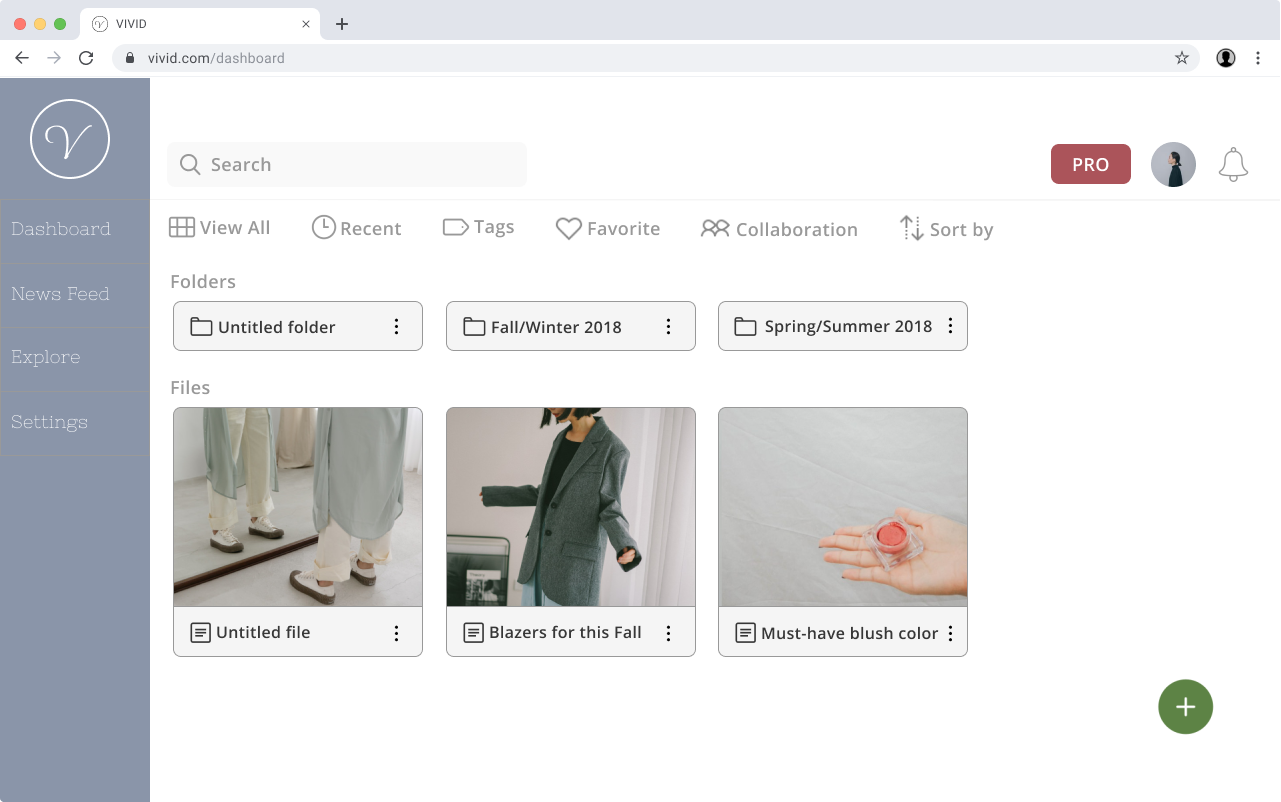 VIVID
vivid.com/dashboard
V
Search
PRO
Dashboard
News Feed
Explore
Settings
View All
Recent
Tags
Favorite
Collaboration
Sort by
Folders
Untitled folder
Fall/Winter 2018
Spring/Summer 2018
Files
Theory
Untitled file
Blazers for this Fall
Must-have blush color